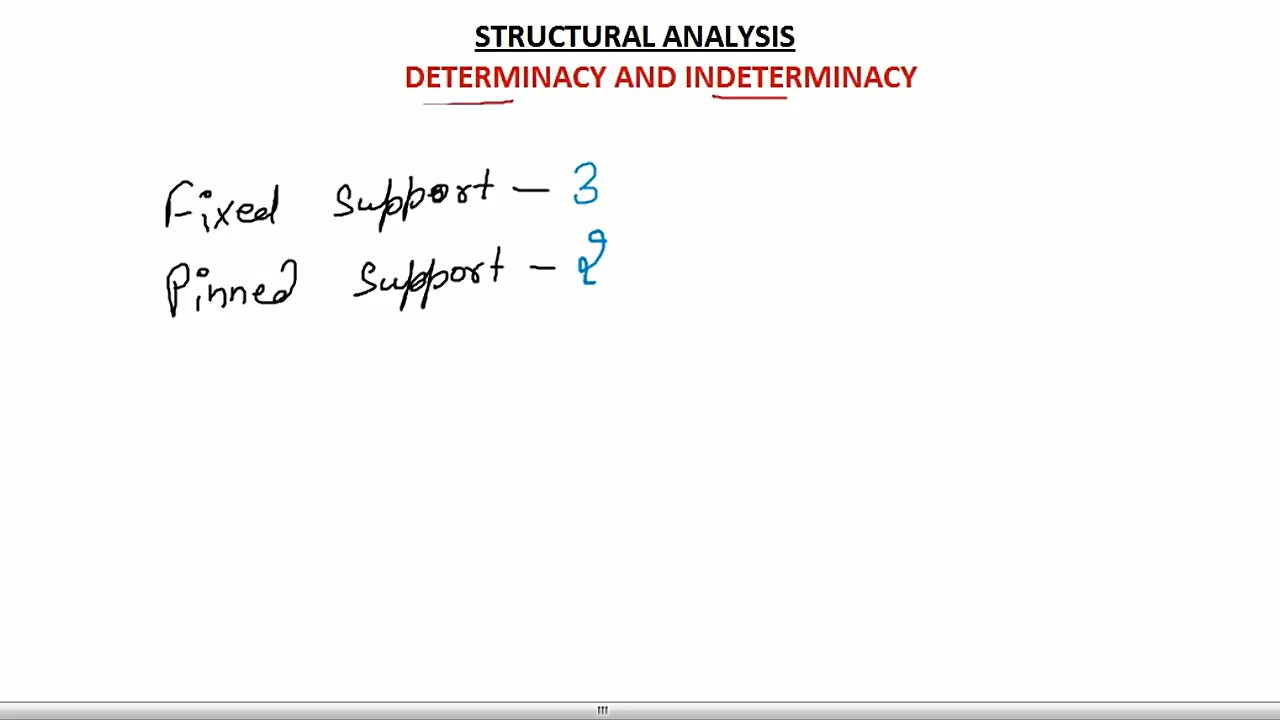 STRUCTURAL ANALYSIS
DETERMINACY AND INDETERMINACY
Fixed Support - 3
Pinned Support - 2